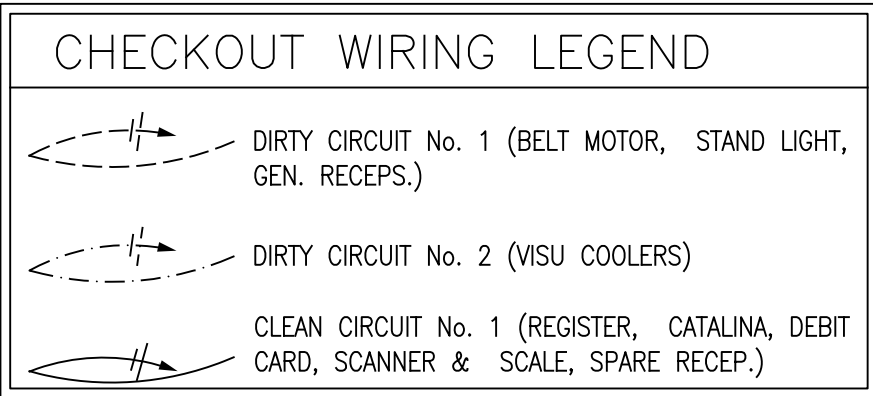 CHECKOUT WIRING LEGEND
DIRTY CIRCUIT No. 1 (BELT MOTOR, STAND LIGHT,
GEN. RECEPS.)
DIRTY CIRCUIT No. 2 (VISU COOLERS)
CLEAN CIRCUIT No. 1 (REGISTER, CATALINA, DEBIT
CARD, SCANNER & SCALE, SPARE RECEP.)